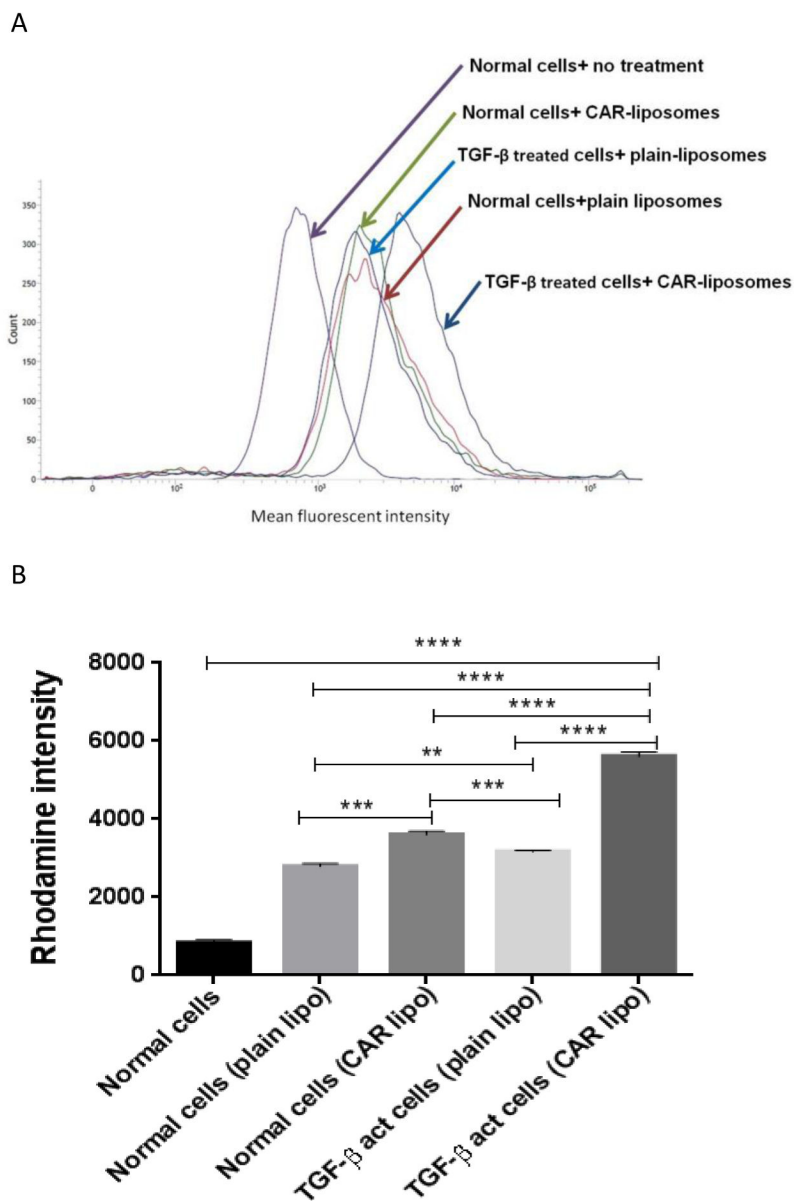 A
Normal cells+ no treatment
Normal cells+ CAR-liposomes
TGF-β treated cells+ plain-liposomes
Normal cells+plain liposomes
TGF-β treated cells+ CAR-liposomes
350
300
250
200
150
100
50
0
Count
0 10² 10³ 10⁴ 10⁵
Mean fluorescent intensity
B
****
8000
****
****
****
6000
**
***
***
4000
2000
0
Rhodamine intensity
Normal cells
Normal cells (plain lipo)
Normal cells (CAR lipo)
TGF-β act cells (plain lipo)
TGF-β act cells (CAR lipo)